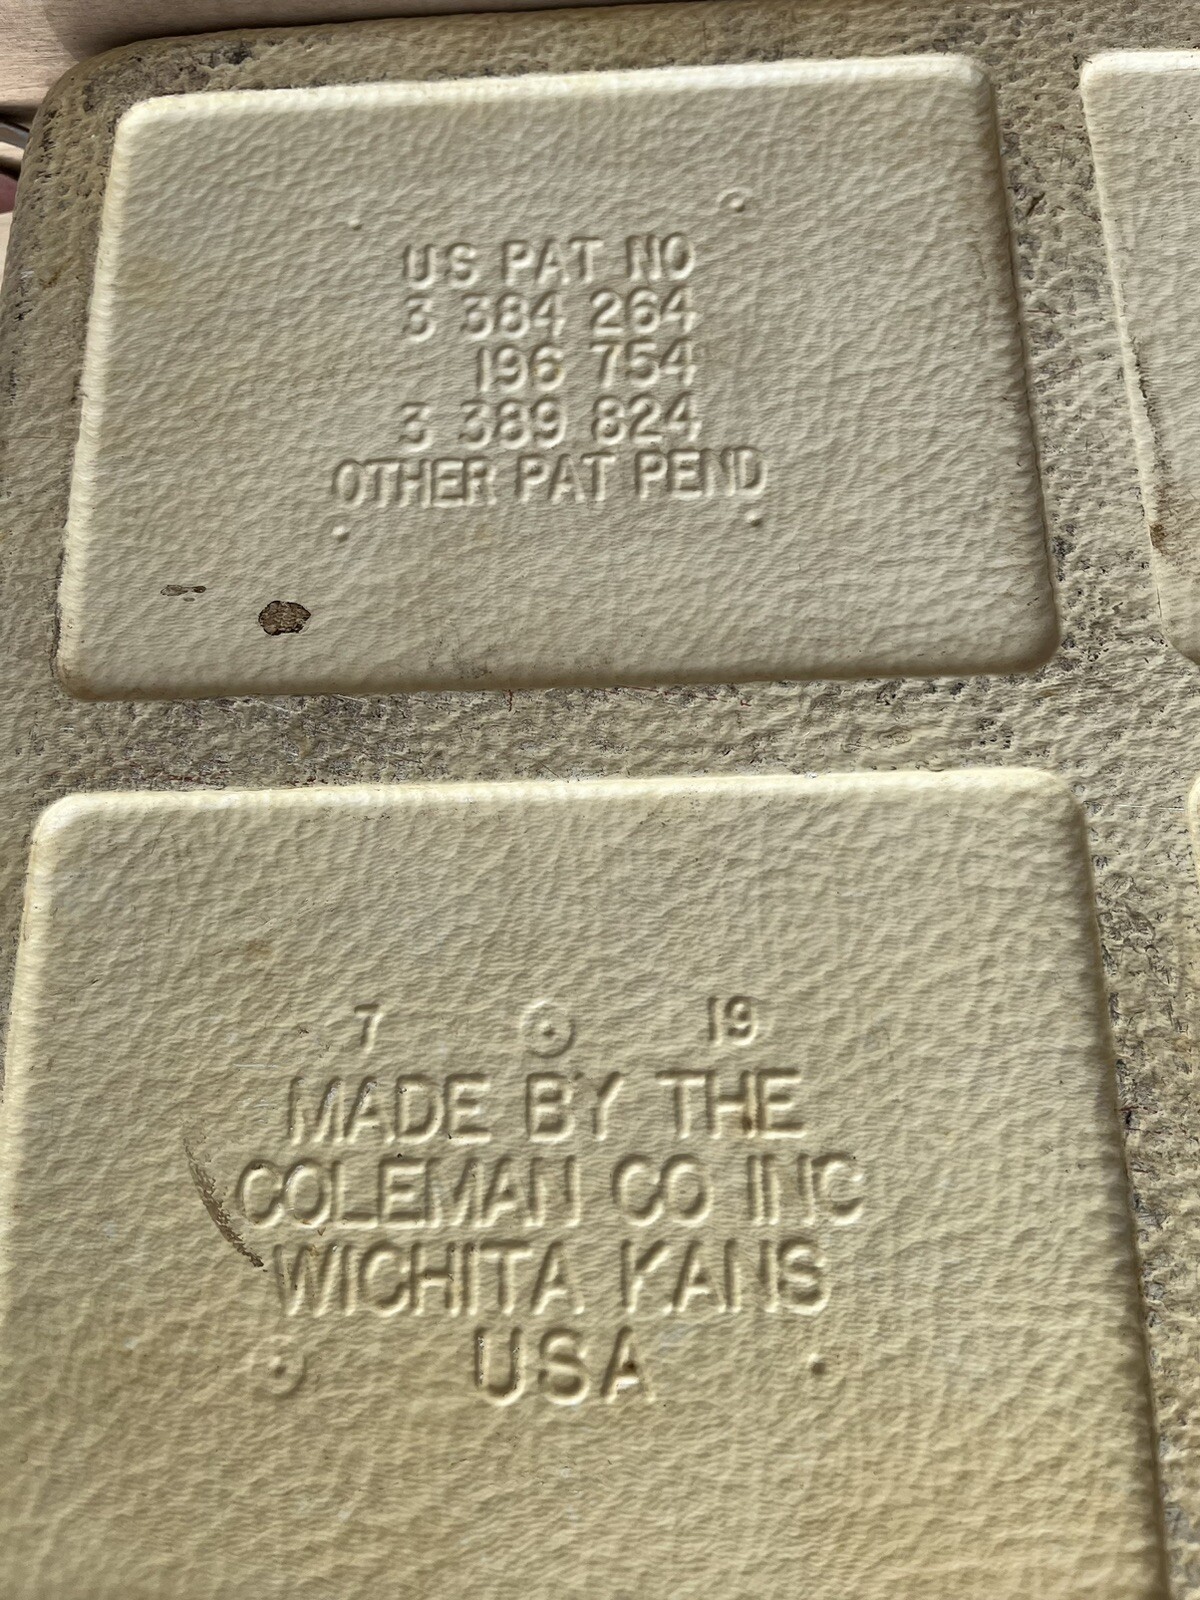 US PAT NO
3 384 264
196 754
3 389 824
OTHER PAT PEND
7 19
MADE BY THE
COLEMAN CO INC
WICHITA KANS
USA